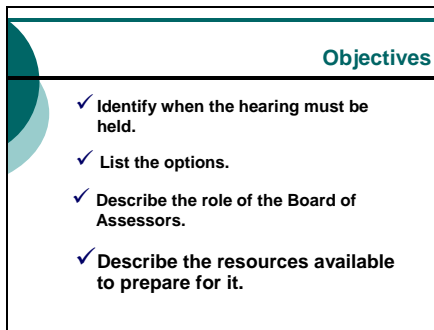 Objectives
✓ Identify when the hearing must be
held.
✓ List the options.
✓ Describe the role of the Board of
Assessors.
✓ Describe the resources available
to prepare for it.